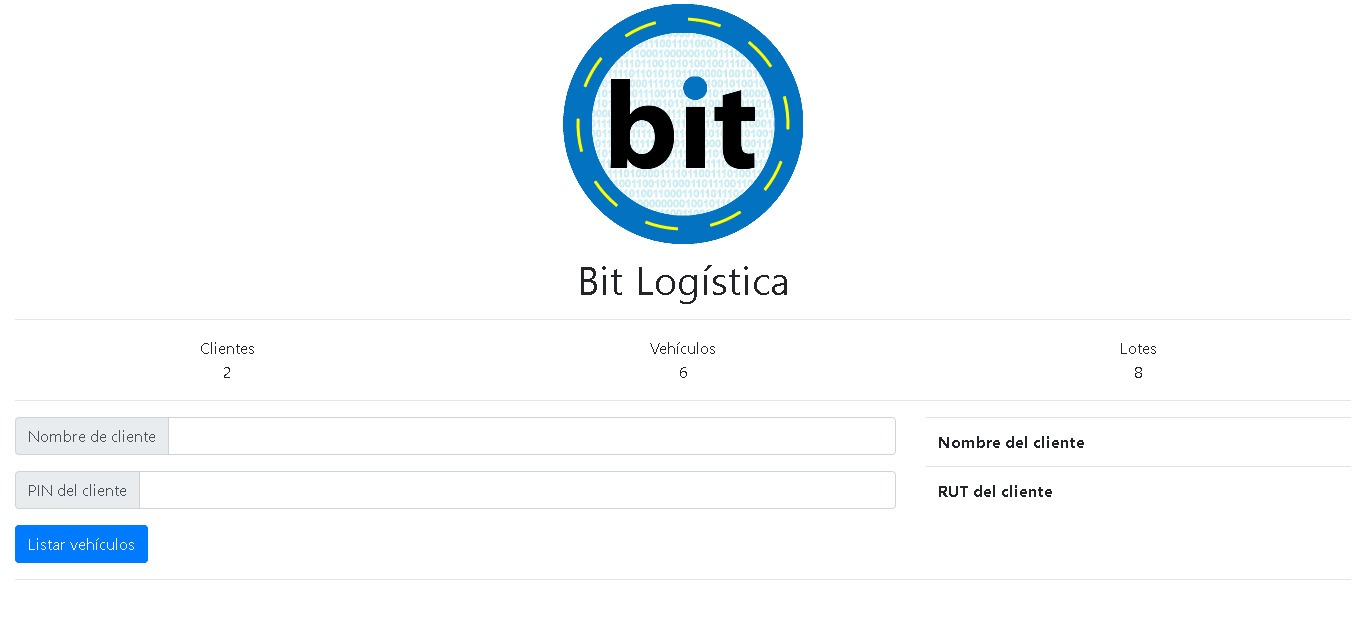 bit
Bit Logística
Clientes
Vehículos
Lotes
2
6
8
Nombre de cliente
Nombre del cliente
PIN del cliente
RUT del cliente
Listar vehículos